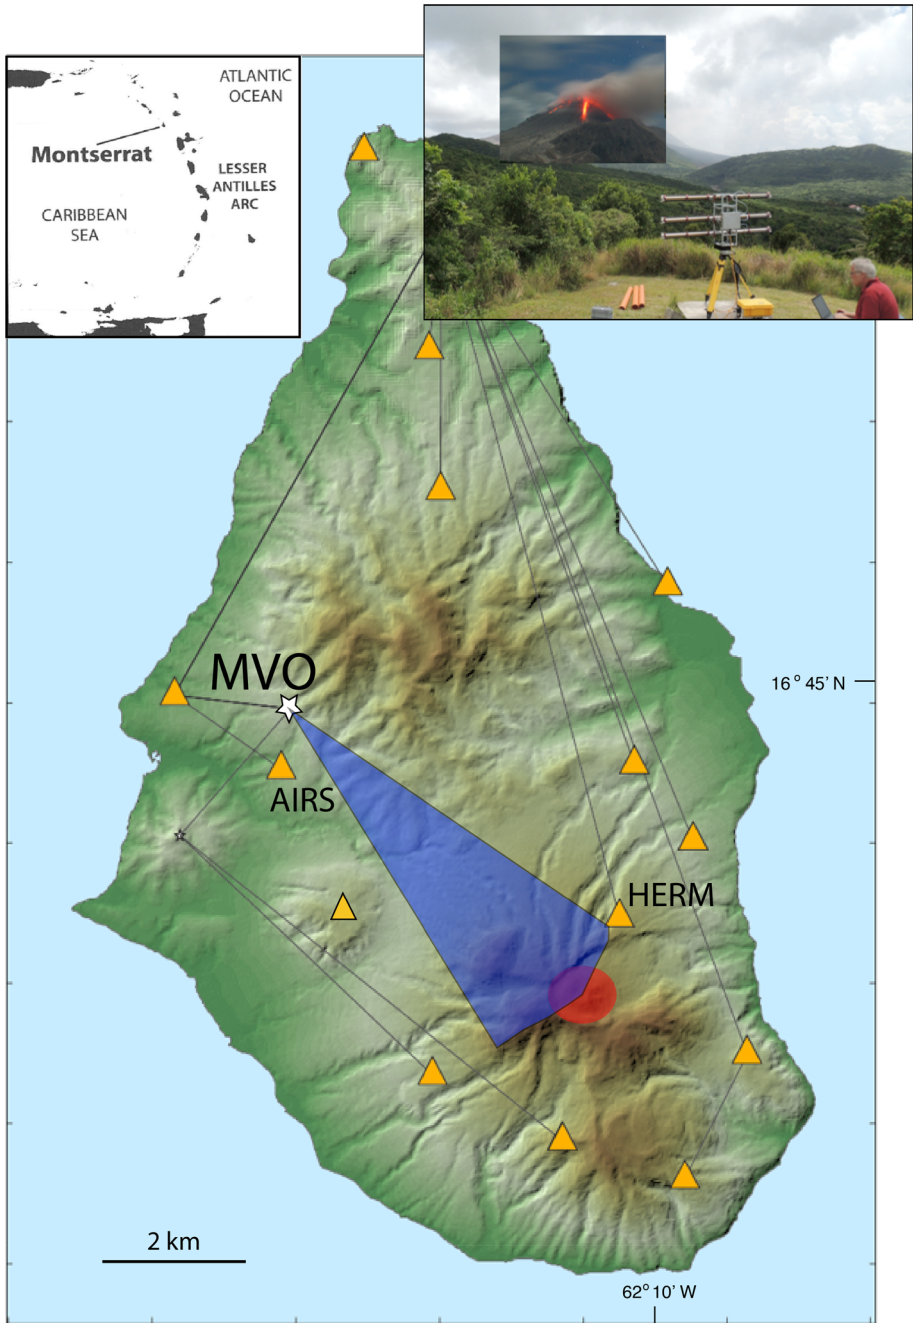 ATLANTIC
OCEAN
Montserrat
LESSER
ANTILLES
ARC
CARIBBEAN
SEA
MVO
16° 45' N
AIRS
HERM
2 km
62° 10' W